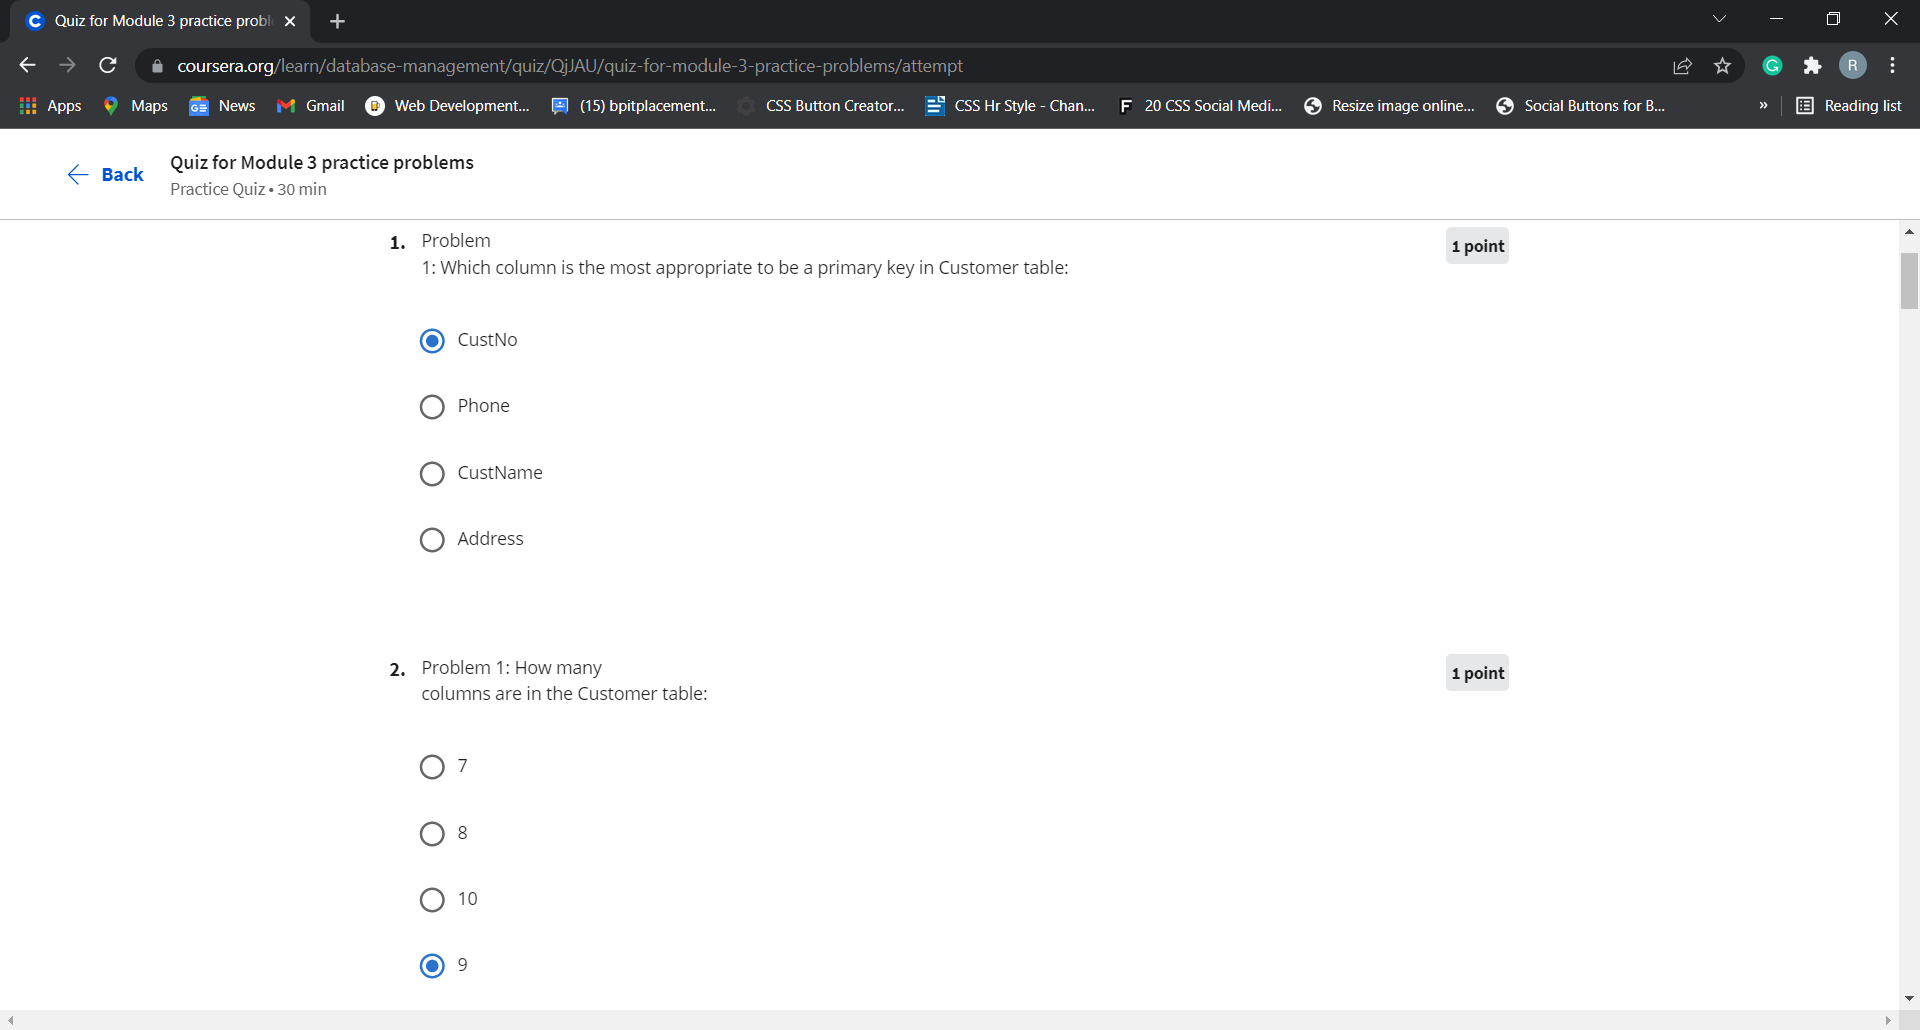 Quiz for Module 3 practice probl
coursera.org/learn/database-management/quiz/QjJAU/quiz-for-module-3-practice-problems/attempt
R
Apps
Maps
News
Gmail
Web Development...
(15) bpitplacement...
CSS Button Creator...
CSS Hr Style - Chan...
20 CSS Social Medi...
Resize image online...
Social Buttons for B...
»
Reading list
Back
Quiz for Module 3 practice problems
Practice Quiz • 30 min
1. Problem
1 point
1: Which column is the most appropriate to be a primary key in Customer table:
CustNo
Phone
CustName
Address
2. Problem 1: How many
1 point
columns are in the Customer table:
7
8
10
9